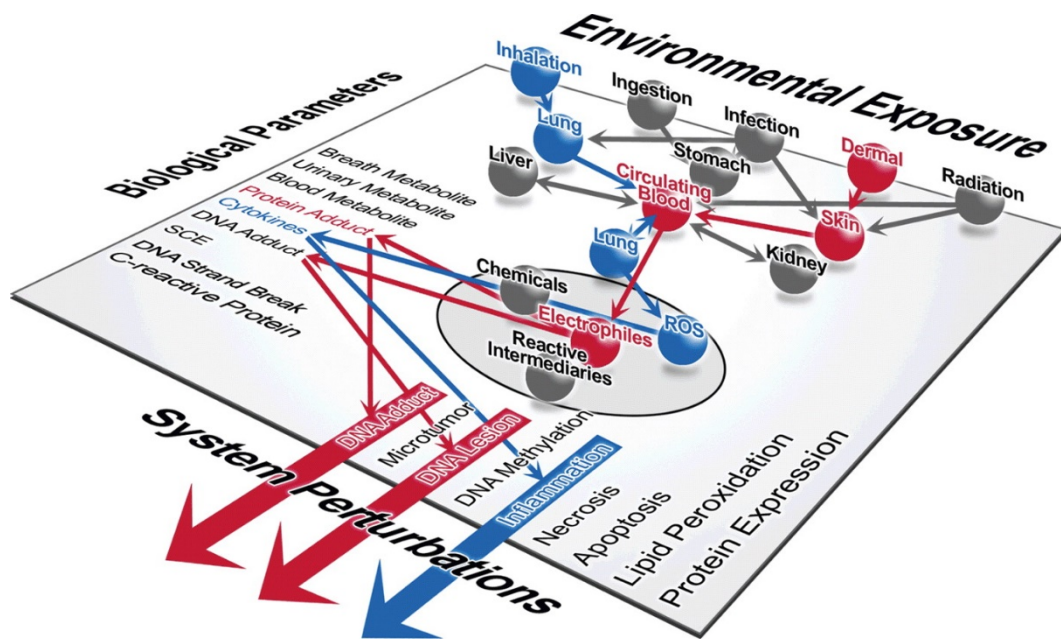 Environmental Exposure
Biological Parameters
Inhalation
Ingestion
Infection
Dermal
Radiation
Lung
Liver
Stomach
Circulating
Blood
Skin
Lung
Kidney
Chemicals
Electrophiles
ROS
Reactive
Intermediaries
Breath Metabolite
Urinary Metabolite
Blood Metabolite
Protein Adduct
Cytokines
DNA Adduct
SCE
DNA Strand Break
C-reactive Protein
DNA Adduct
Microtumor
DNA Lesion
DNA Methylation
Inflammation
Necrosis
Apoptosis
Lipid Peroxidation
Protein Expression
System Perturbations